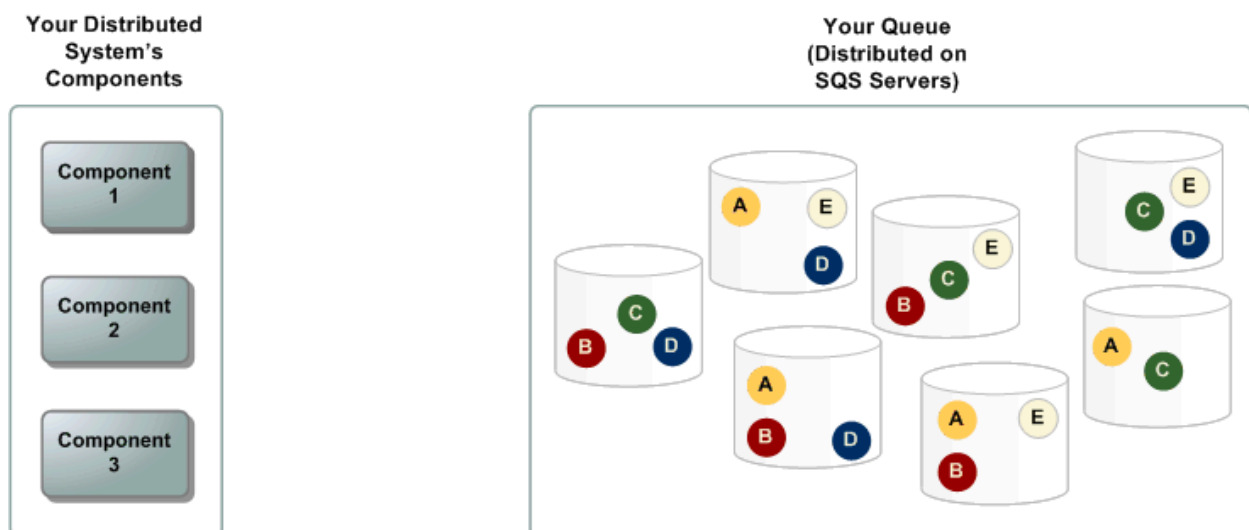 Your Distributed
System's
Components
Your Queue
(Distributed on
SQS Servers)
Component
1
Component
2
Component
3
A
E
D
E
C
B
E
C
D
C
B
D
A
B
D
A
E
B
A
C